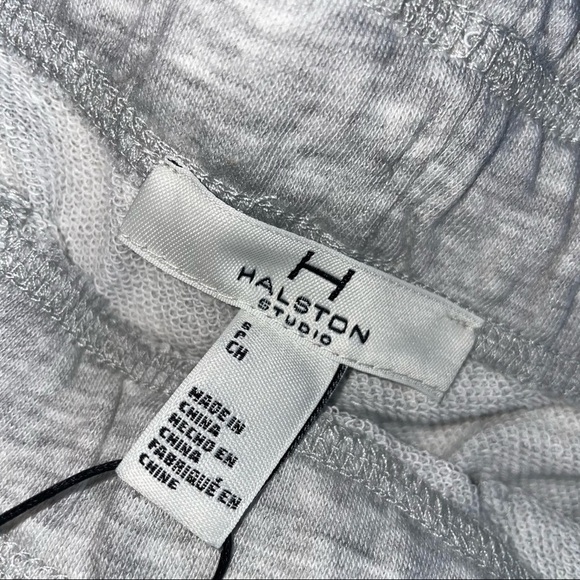 H
HALSTON
STUDIO
S
P
CH
MADE IN
CHINA
HECHO EN
CHINA
FABRIQUÉ EN
CHINE